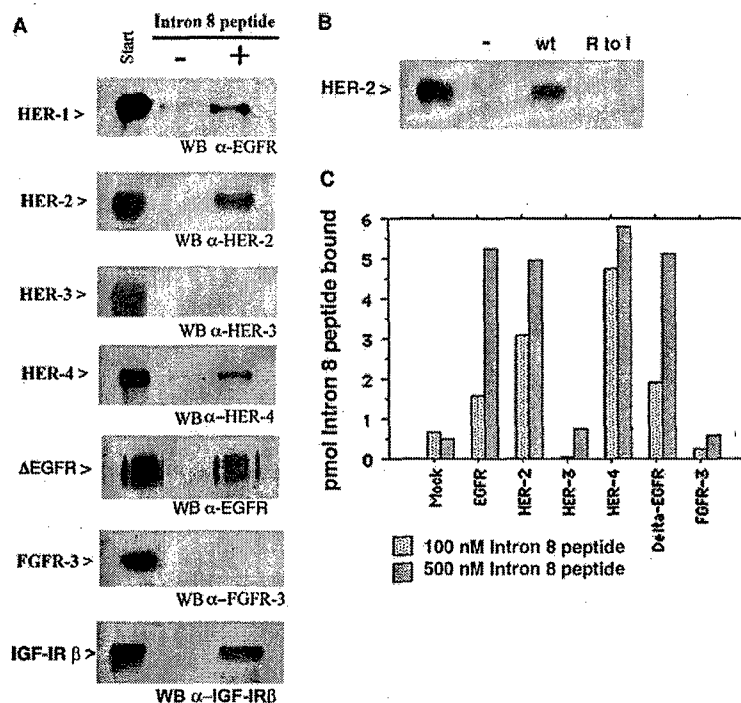 A
Start
Intron 8 peptide
- +
HER-1 >
WB α-EGFR
HER-2 >
WB α-HER-2
HER-3 >
WB α-HER-3
HER-4 >
WB α-HER-4
ΔEGFR >
WB α-EGFR
FGFR-3 >
WB α-FGFR-3
IGF-IR β >
WB α-IGF-IRβ
B
- wt R to I
HER-2 >
C
pmol Intron 8 peptide bound
6
5
4
3
2
1
0
Mock
EGFR
HER-2
HER-3
HER-4
Delta-EGFR
FGFR-3
100 nM Intron 8 peptide
500 nM Intron 8 peptide